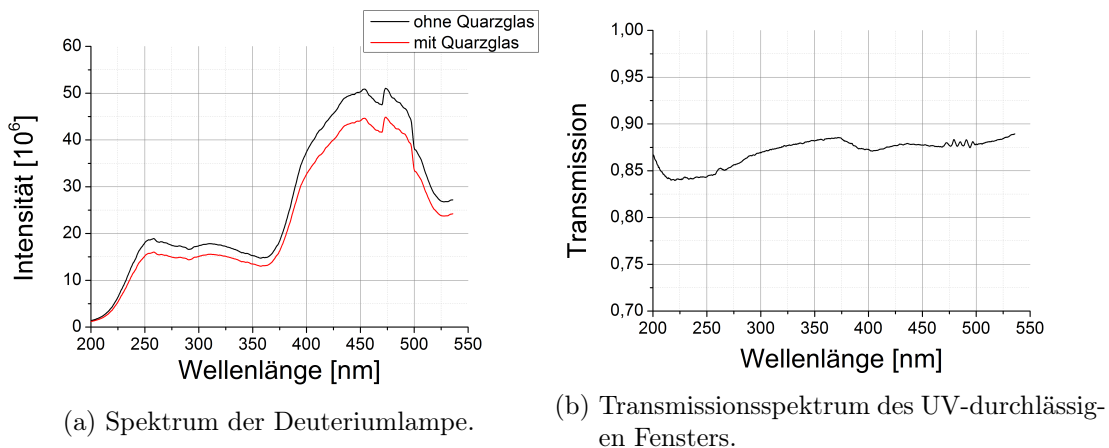 ohne Quarzglas
mit Quarzglas
60
50
40
30
20
10
0
Intensität [10⁶]
200 250 300 350 400 450 500 550
Wellenlänge [nm]
(a) Spektrum der Deuteriumlampe.
1,00
0,95
0,90
0,85
0,80
0,75
0,70
Transmission
200 250 300 350 400 450 500 550
Wellenlänge [nm]
(b) Transmissionsspektrum des UV-durchlässig-
en Fensters.